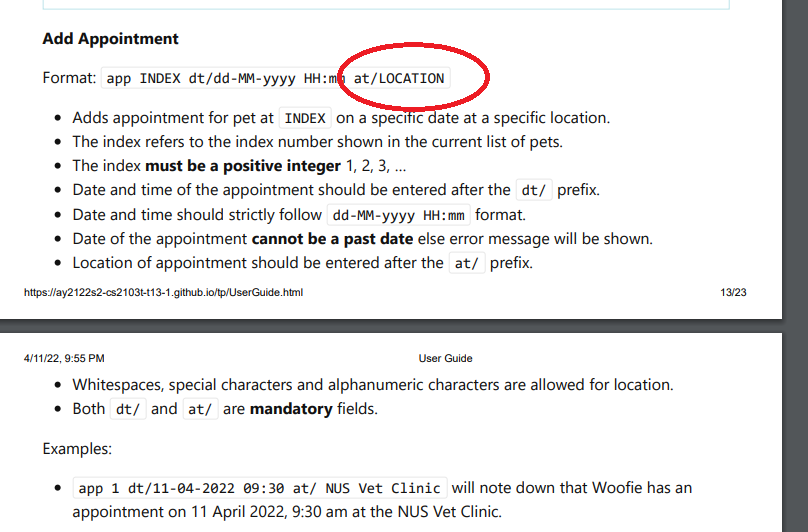 Add Appointment
Format: app INDEX dt/dd-MM-yyyy HH:mm at/LOCATION
• Adds appointment for pet at INDEX on a specific date at a specific location.
• The index refers to the index number shown in the current list of pets.
• The index must be a positive integer 1, 2, 3, …
• Date and time of the appointment should be entered after the dt/ prefix.
• Date and time should strictly follow dd-MM-yyyy HH:mm format.
• Date of the appointment cannot be a past date else error message will be shown.
• Location of appointment should be entered after the at/ prefix.
https://ay2122s2-cs2103t-t13-1.github.io/tp/UserGuide.html 13/23
4/11/22, 9:55 PM User Guide
• Whitespaces, special characters and alphanumeric characters are allowed for location.
• Both dt/ and at/ are mandatory fields.
Examples:
• app 1 dt/11-04-2022 09:30 at/ NUS Vet Clinic will note down that Woofie has an
appointment on 11 April 2022, 9:30 am at the NUS Vet Clinic.